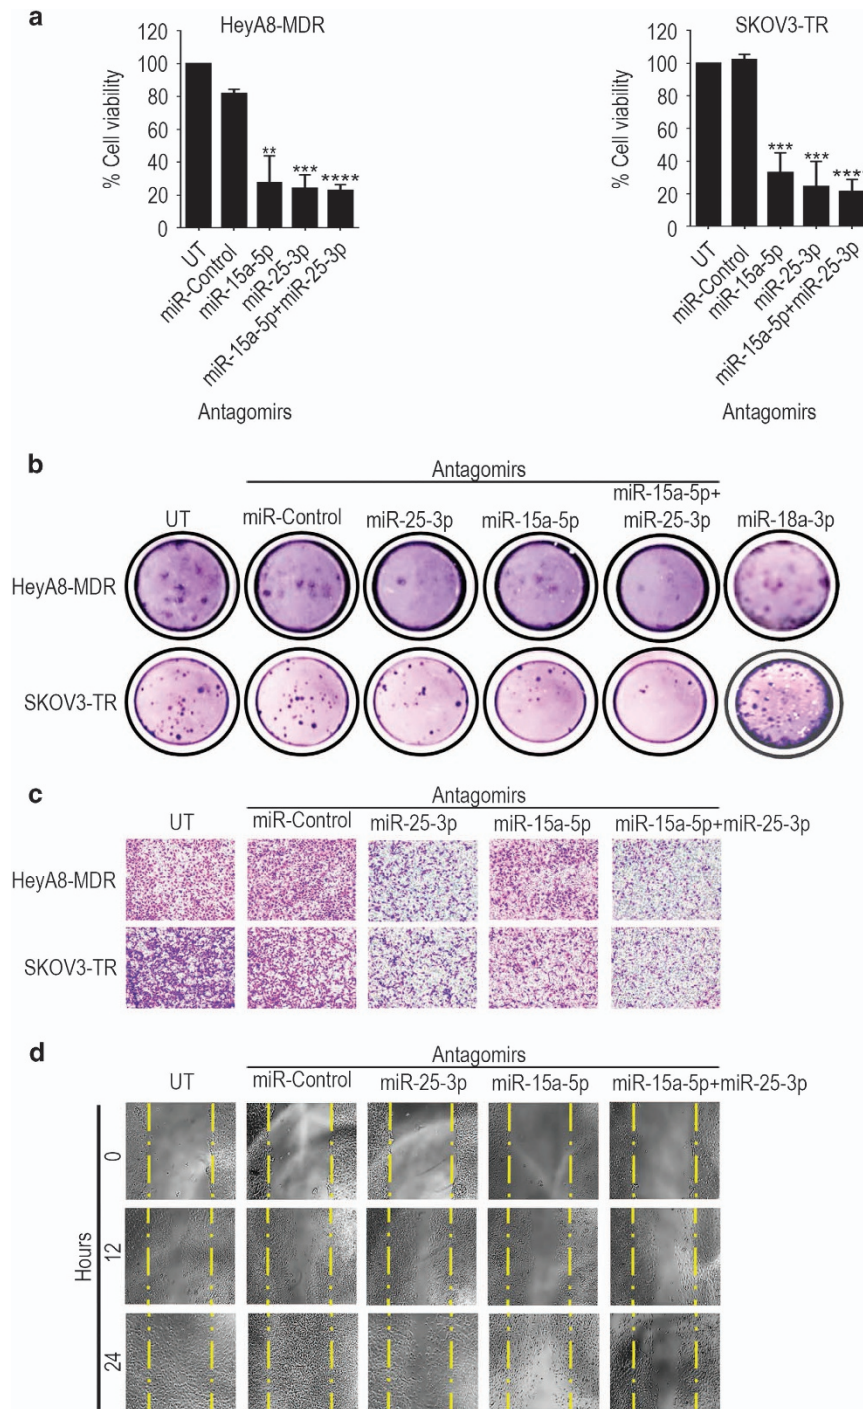 a
HeyA8-MDR
% Cell viability
120
100
80
60
40
20
0
**
***
****
UT
miR-Control
miR-15a-5p
miR-25-3p
miR-15a-5p+miR-25-3p
Antagomirs
SKOV3-TR
% Cell viability
120
100
80
60
40
20
0
***
***
****
UT
miR-Control
miR-15a-5p
miR-25-3p
miR-15a-5p+miR-25-3p
Antagomirs
b
Antagomirs
UT
miR-Control
miR-25-3p
miR-15a-5p
miR-15a-5p+
miR-25-3p
miR-18a-3p
HeyA8-MDR
SKOV3-TR
c
Antagomirs
UT
miR-Control
miR-25-3p
miR-15a-5p
miR-15a-5p+miR-25-3p
HeyA8-MDR
SKOV3-TR
d
Antagomirs
UT
miR-Control
miR-25-3p
miR-15a-5p
miR-15a-5p+miR-25-3p
Hours
0
12
24